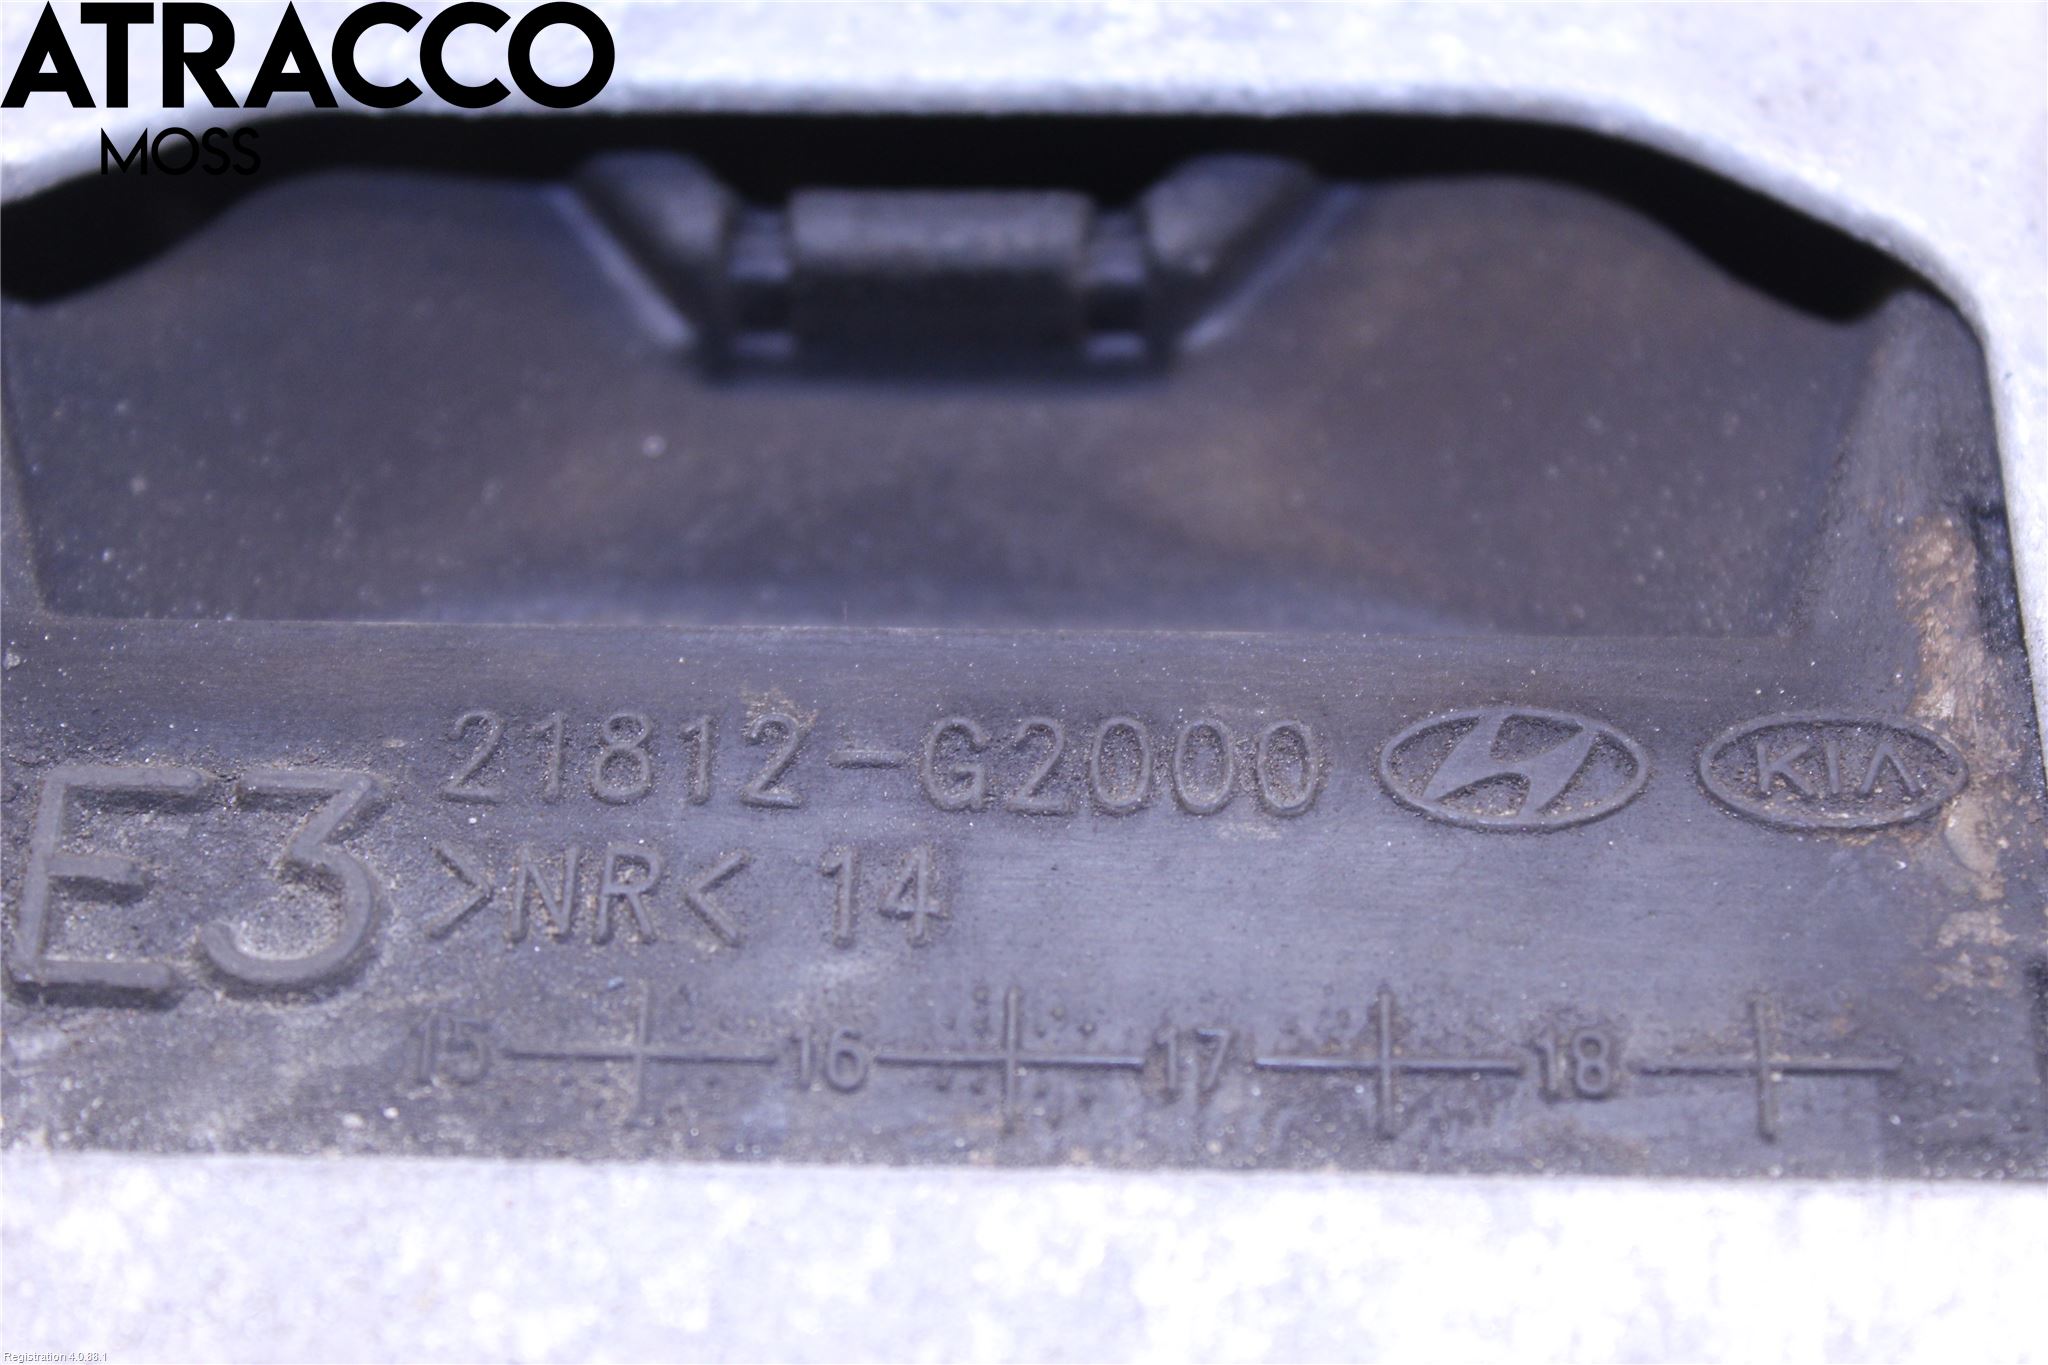 ATRACCO
MOSS
21812-G2000 H KIA
E3
>NR< 14
15 16 17 18
Registration 4.0.88.1